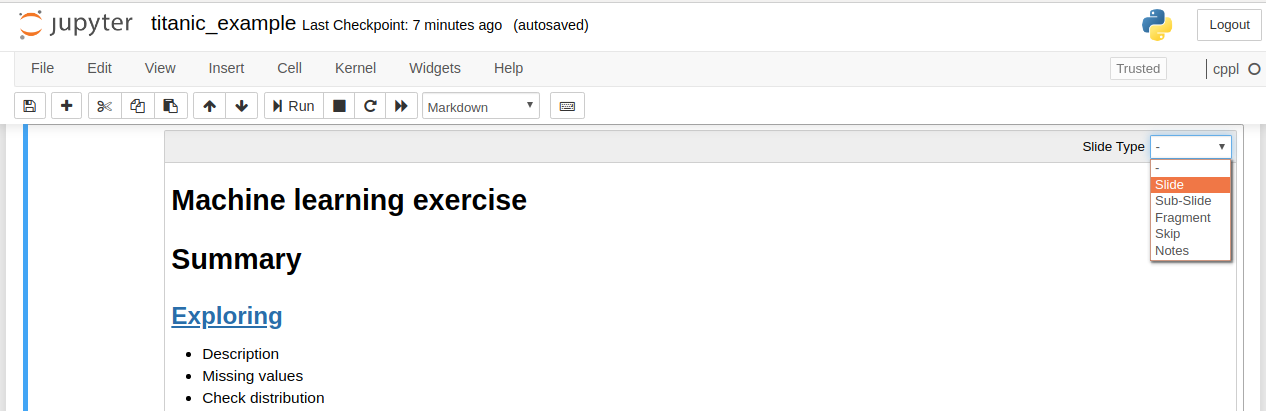 jupyter titanic_example Last Checkpoint: 7 minutes ago (autosaved) Logout
File Edit View Insert Cell Kernel Widgets Help Trusted cppl
Run Markdown
Slide Type -
-
Slide
Sub-Slide
Fragment
Skip
Notes
Machine learning exercise
Summary
Exploring
• Description
• Missing values
• Check distribution